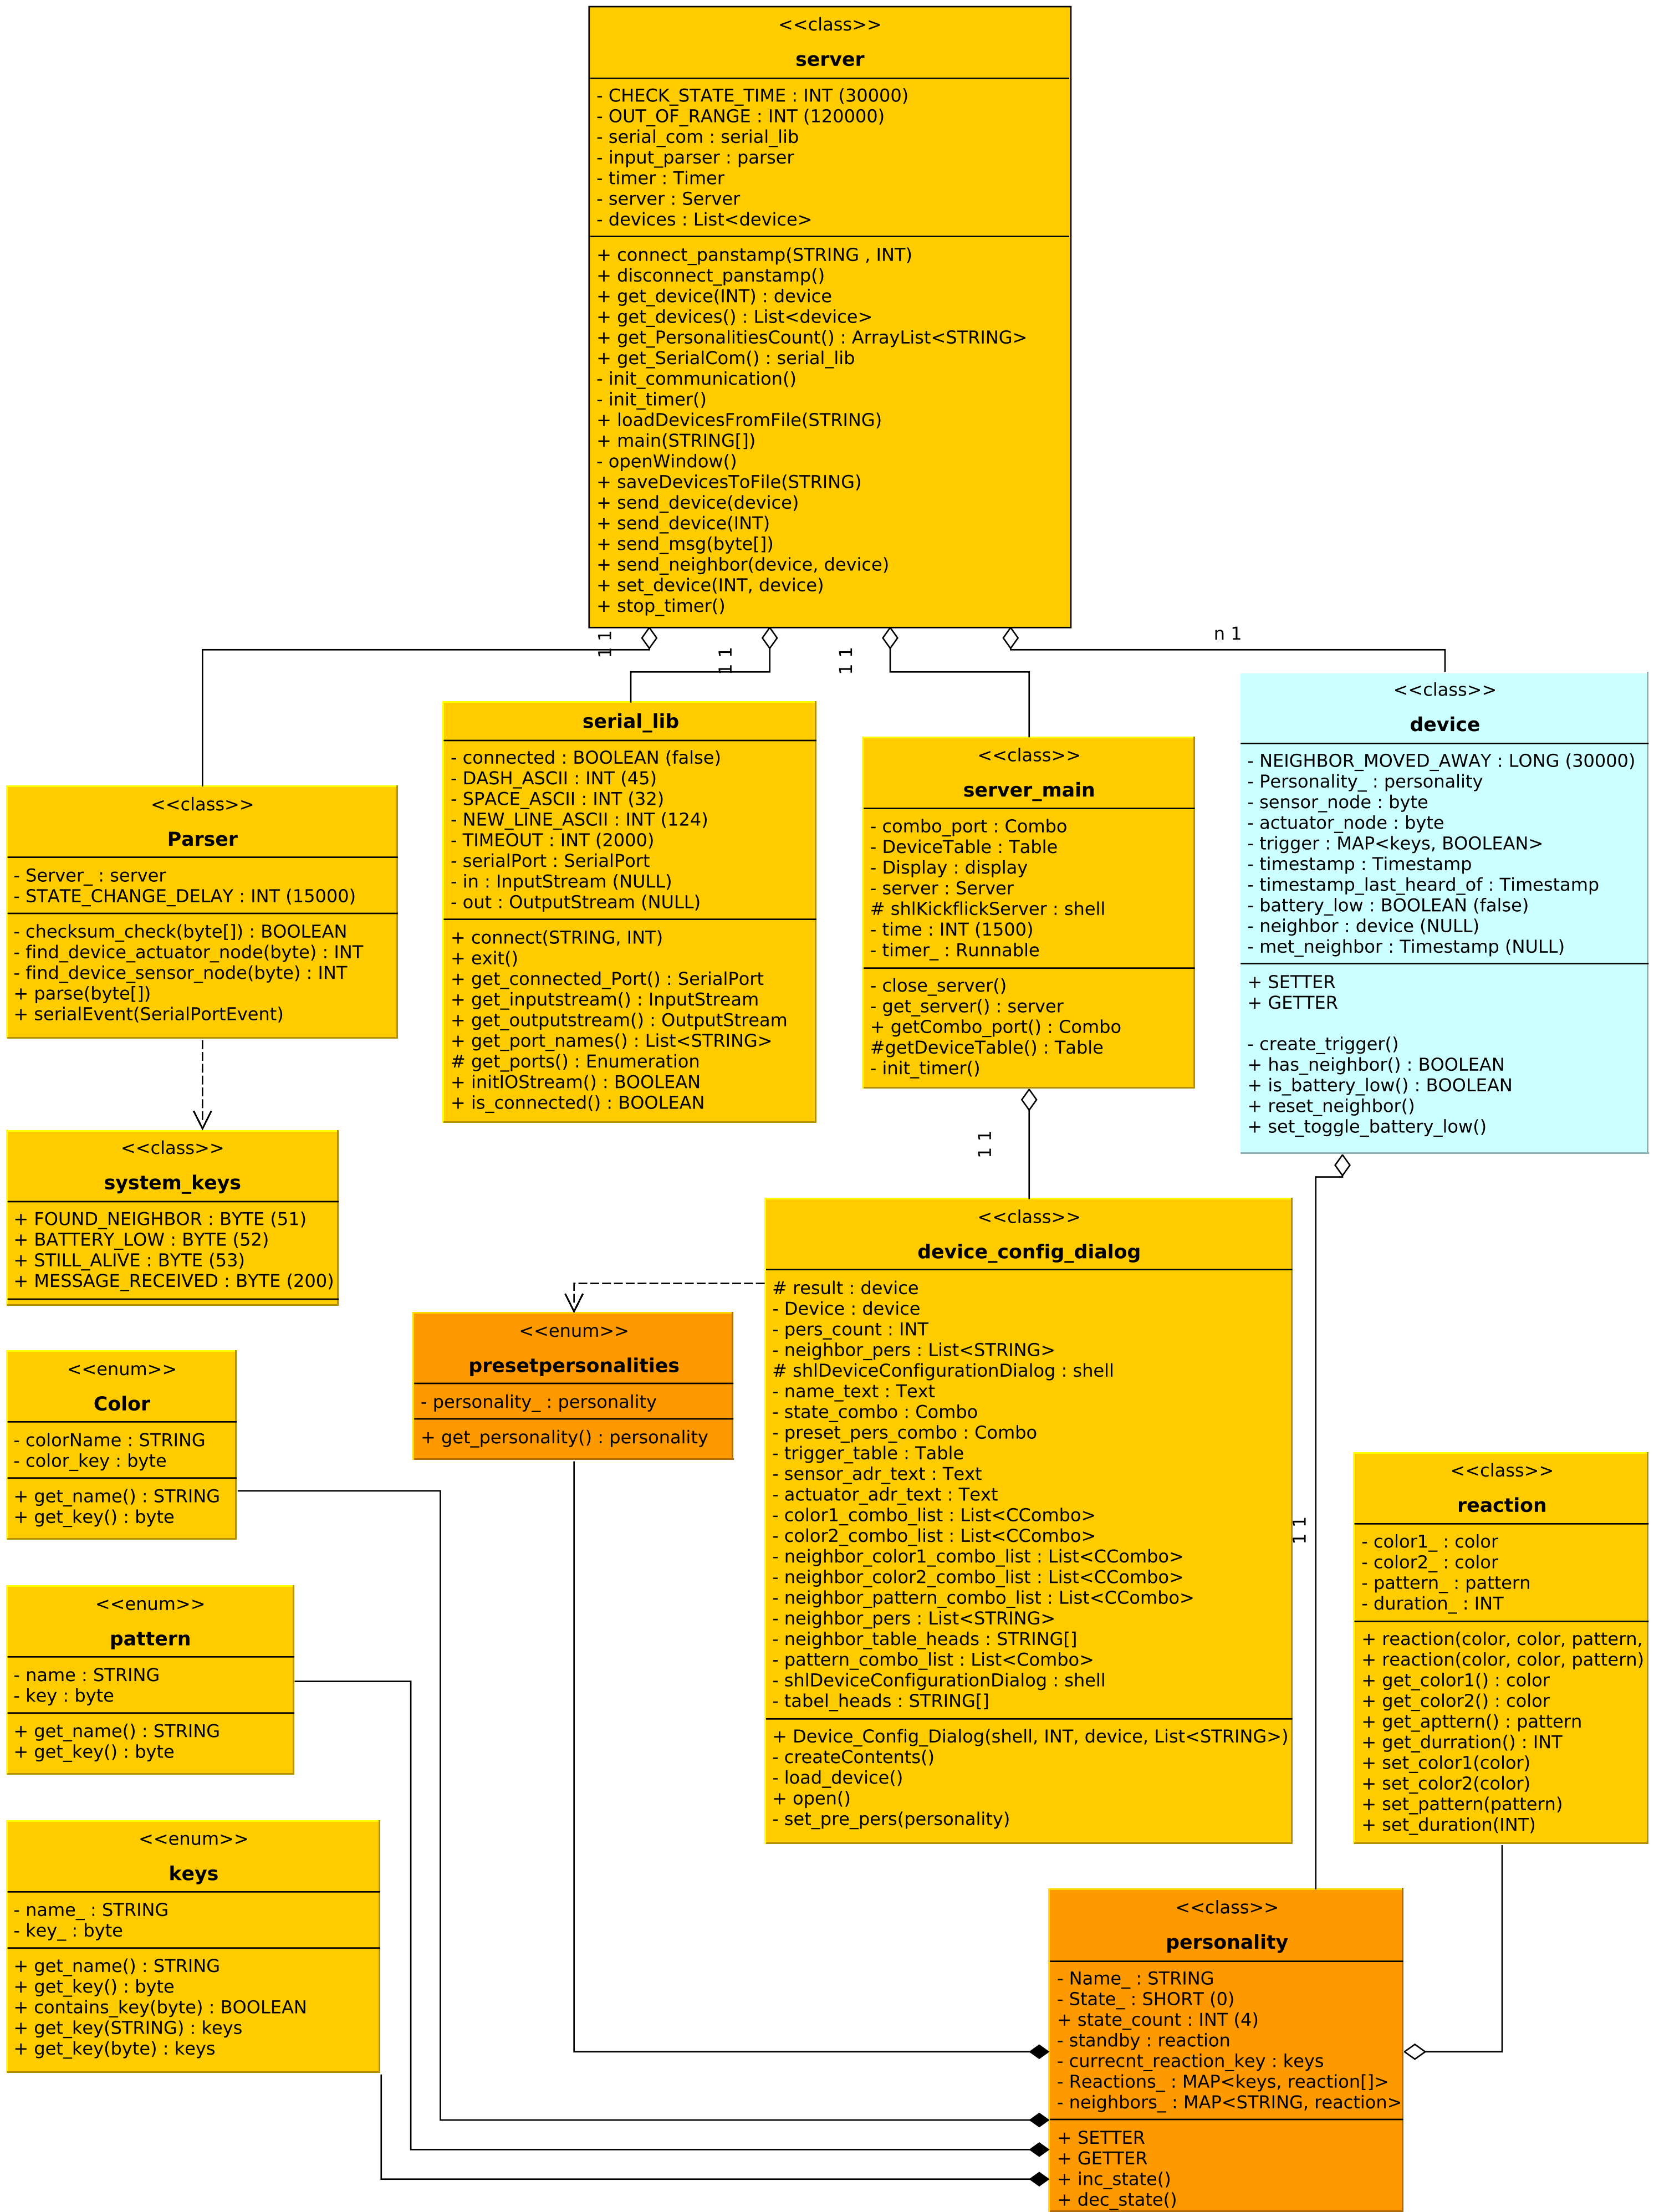 <<class>>
server
- CHECK_STATE_TIME : INT (30000)
- OUT_OF_RANGE : INT (120000)
- serial_com : serial_lib
- input_parser : parser
- timer : Timer
- server : Server
- devices : List<device>
+ connect_panstamp(STRING , INT)
+ disconnect_panstamp()
+ get_device(INT) : device
+ get_devices() : List<device>
+ get_PersonalitiesCount() : ArrayList<STRING>
+ get_SerialCom() : serial_lib
- init_communication()
- init_timer()
+ loadDevicesFromFile(STRING)
+ main(STRING[])
- openWindow()
+ saveDevicesToFile(STRING)
+ send_device(device)
+ send_device(INT)
+ send_msg(byte[])
+ send_neighbor(device, device)
+ set_device(INT, device)
+ stop_timer()
1 1
1 1
1 1
n 1
<<class>>
Parser
- Server_ : server
- STATE_CHANGE_DELAY : INT (15000)
- checksum_check(byte[]) : BOOLEAN
- find_device_actuator_node(byte) : INT
- find_device_sensor_node(byte) : INT
+ parse(byte[])
+ serialEvent(SerialPortEvent)
serial_lib
- connected : BOOLEAN (false)
- DASH_ASCII : INT (45)
- SPACE_ASCII : INT (32)
- NEW_LINE_ASCII : INT (124)
- TIMEOUT : INT (2000)
- serialPort : SerialPort
- in : InputStream (NULL)
- out : OutputStream (NULL)
+ connect(STRING, INT)
+ exit()
+ get_connected_Port() : SerialPort
+ get_inputstream() : InputStream
+ get_outputstream() : OutputStream
+ get_port_names() : List<STRING>
# get_ports() : Enumeration
+ initIOStream() : BOOLEAN
+ is_connected() : BOOLEAN
<<class>>
server_main
- combo_port : Combo
- DeviceTable : Table
- Display : display
- server : Server
# shlKickflickServer : shell
- time : INT (1500)
- timer_ : Runnable
- close_server()
- get_server() : server
+ getCombo_port() : Combo
#getDeviceTable() : Table
- init_timer()
<<class>>
device
- NEIGHBOR_MOVED_AWAY : LONG (30000)
- Personality_ : personality
- sensor_node : byte
- actuator_node : byte
- trigger : MAP<keys, BOOLEAN>
- timestamp : Timestamp
- timestamp_last_heard_of : Timestamp
- battery_low : BOOLEAN (false)
- neighbor : device (NULL)
- met_neighbor : Timestamp (NULL)
+ SETTER
+ GETTER
- create_trigger()
+ has_neighbor() : BOOLEAN
+ is_battery_low() : BOOLEAN
+ reset_neighbor()
+ set_toggle_battery_low()
1 1
<<class>>
system_keys
+ FOUND_NEIGHBOR : BYTE (51)
+ BATTERY_LOW : BYTE (52)
+ STILL_ALIVE : BYTE (53)
+ MESSAGE_RECEIVED : BYTE (200)
<<enum>>
presetpersonalities
- personality_ : personality
+ get_personality() : personality
<<class>>
device_config_dialog
# result : device
- Device : device
- pers_count : INT
- neighbor_pers : List<STRING>
# shlDeviceConfigurationDialog : shell
- name_text : Text
- state_combo : Combo
- preset_pers_combo : Combo
- trigger_table : Table
- sensor_adr_text : Text
- actuator_adr_text : Text
- color1_combo_list : List<CCombo>
- color2_combo_list : List<CCombo>
- neighbor_color1_combo_list : List<CCombo>
- neighbor_color2_combo_list : List<CCombo>
- neighbor_pattern_combo_list : List<CCombo>
- neighbor_pers : List<STRING>
- neighbor_table_heads : STRING[]
- pattern_combo_list : List<Combo>
- shlDeviceConfigurationDialog : shell
- tabel_heads : STRING[]
+ Device_Config_Dialog(shell, INT, device, List<STRING>)
- createContents()
- load_device()
+ open()
- set_pre_pers(personality)
1 1
<<enum>>
Color
- colorName : STRING
- color_key : byte
+ get_name() : STRING
+ get_key() : byte
<<enum>>
pattern
- name : STRING
- key : byte
+ get_name() : STRING
+ get_key() : byte
<<enum>>
keys
- name_ : STRING
- key_ : byte
+ get_name() : STRING
+ get_key() : byte
+ contains_key(byte) : BOOLEAN
+ get_key(STRING) : keys
+ get_key(byte) : keys
<<class>>
reaction
- color1_ : color
- color2_ : color
- pattern_ : pattern
- duration_ : INT
+ reaction(color, color, pattern,
+ reaction(color, color, pattern)
+ get_color1() : color
+ get_color2() : color
+ get_apttern() : pattern
+ get_durration() : INT
+ set_color1(color)
+ set_color2(color)
+ set_pattern(pattern)
+ set_duration(INT)
<<class>>
personality
- Name_ : STRING
- State_ : SHORT (0)
+ state_count : INT (4)
- standby : reaction
- currecnt_reaction_key : keys
- Reactions_ : MAP<keys, reaction[]>
- neighbors_ : MAP<STRING, reaction>
+ SETTER
+ GETTER
+ inc_state()
+ dec_state()